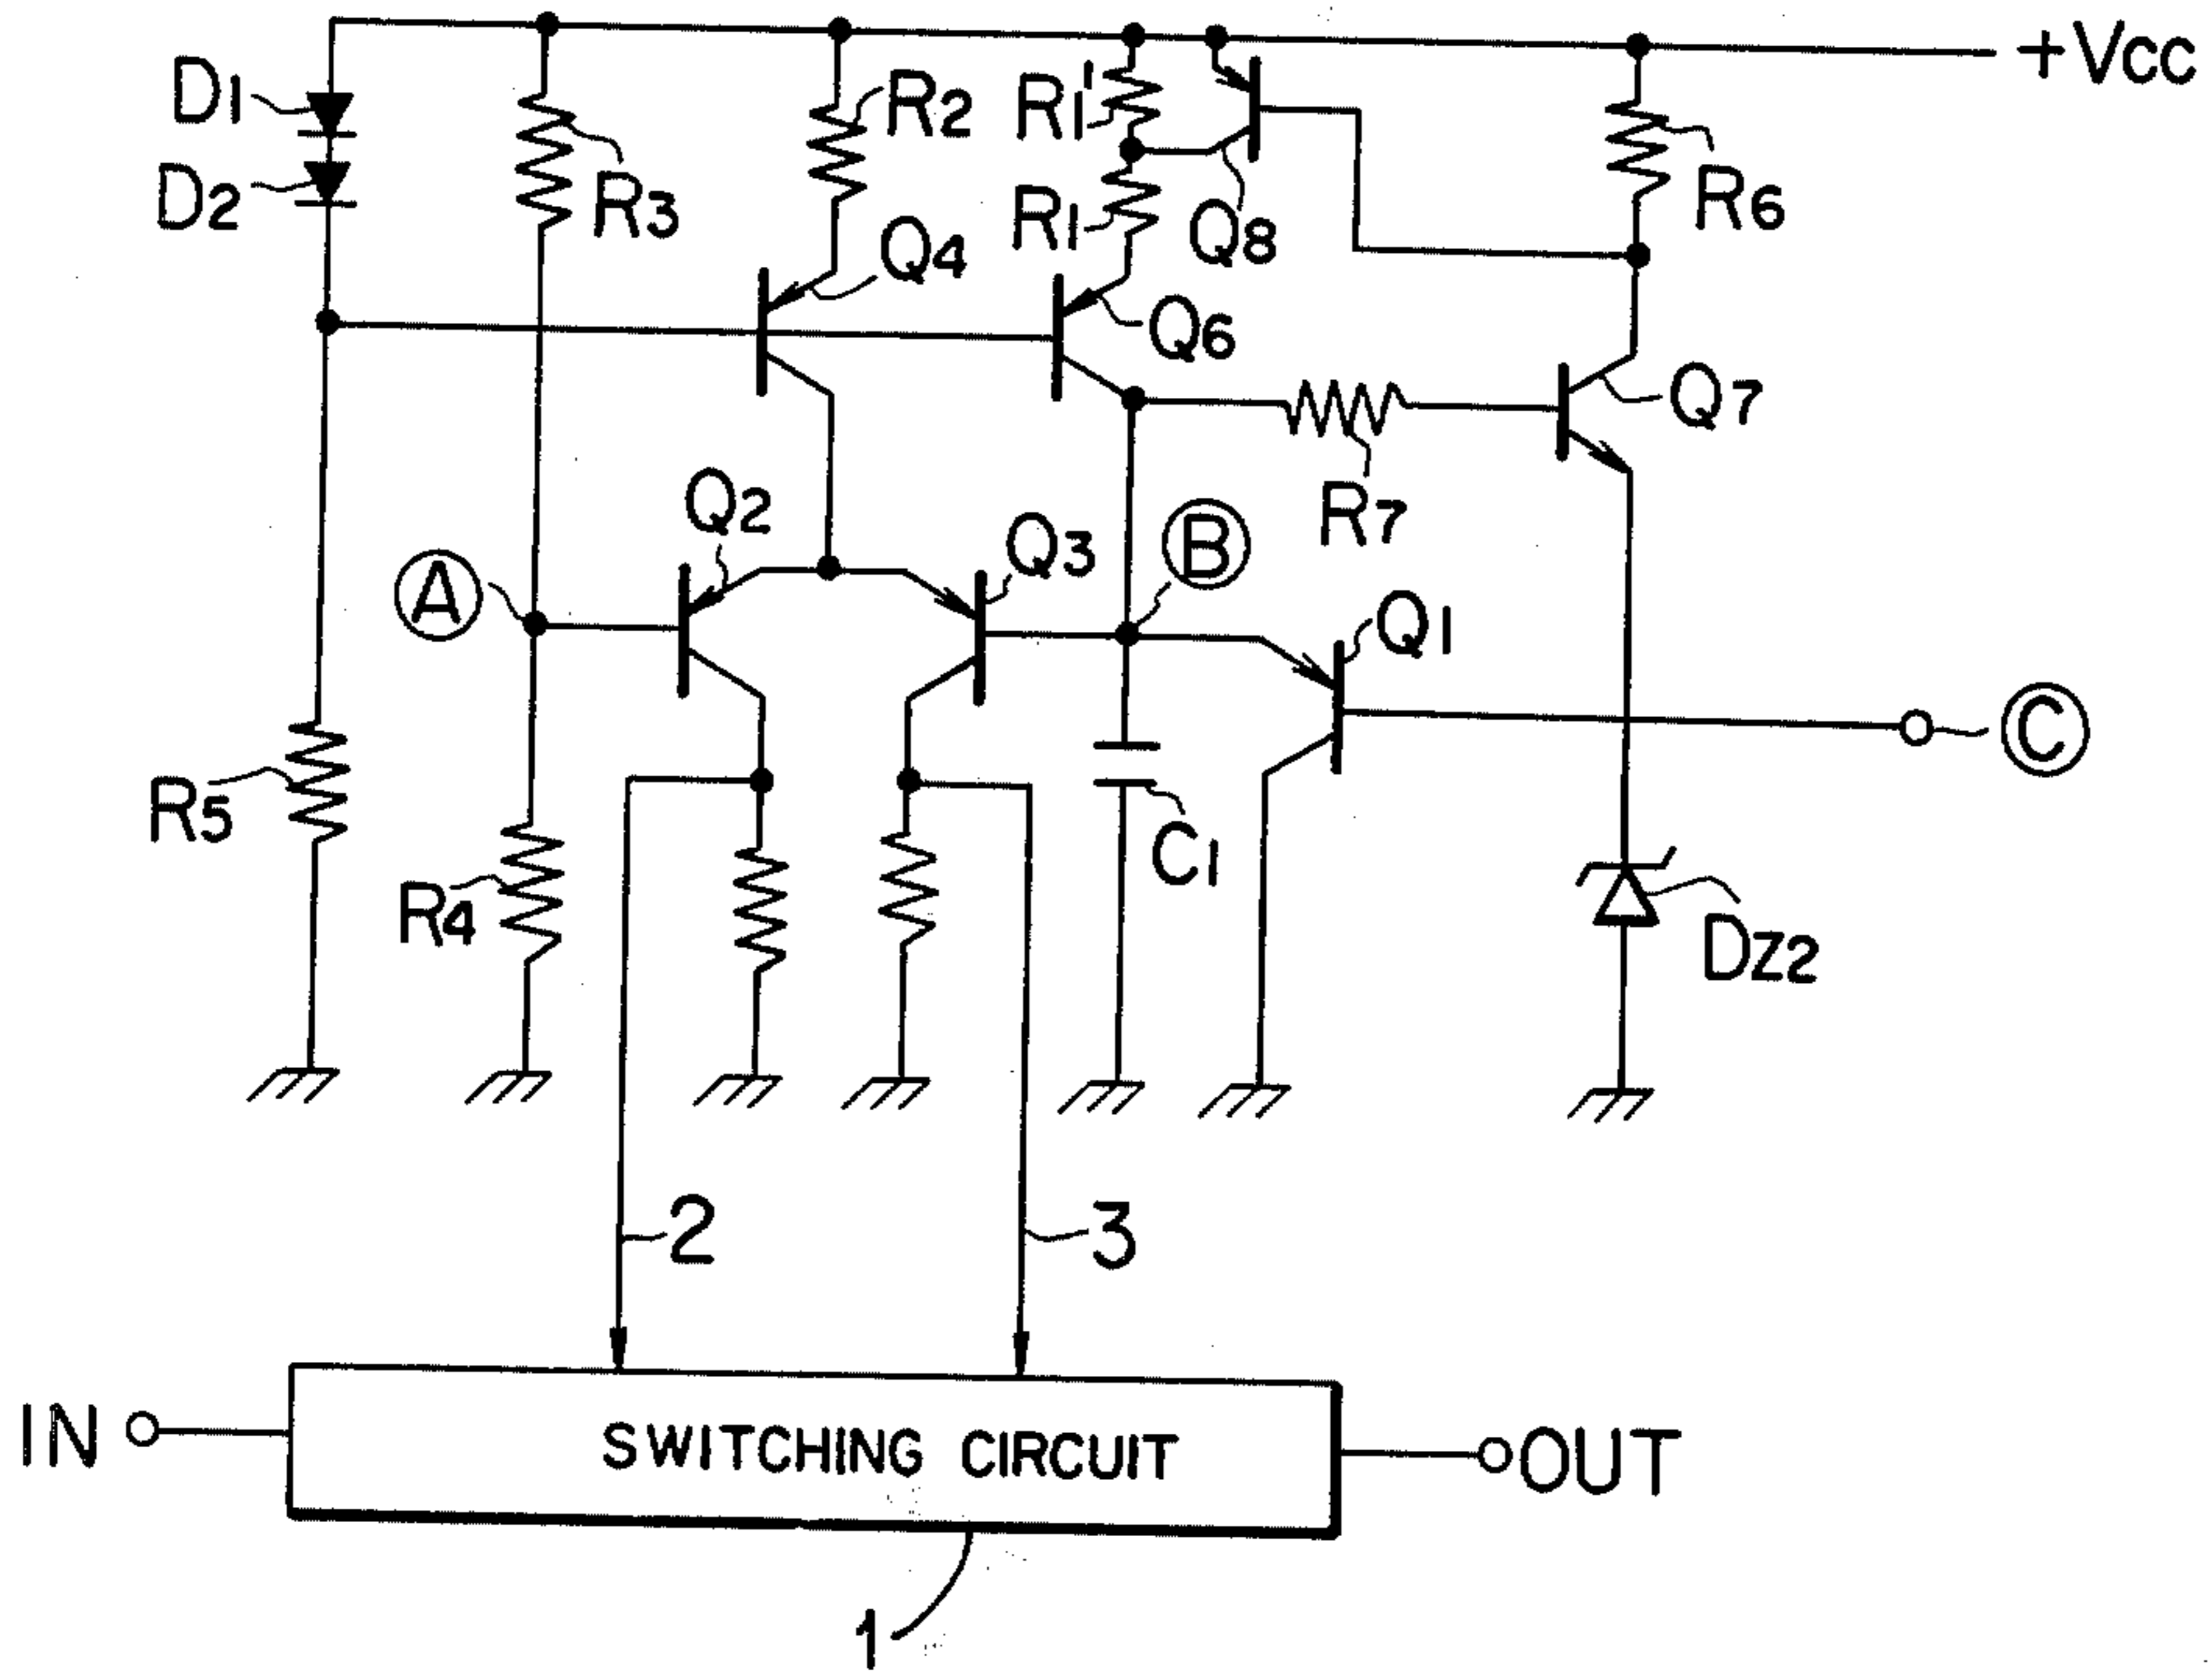 +Vcc
D1
R2
R1'
D2
R3
R1
Q8
R6
Q4
Q6
Q7
Q2
Q3
B
R7
A
Q1
C
R5
R4
C1
DZ2
2
3
IN
SWITCHING CIRCUIT
OUT
1